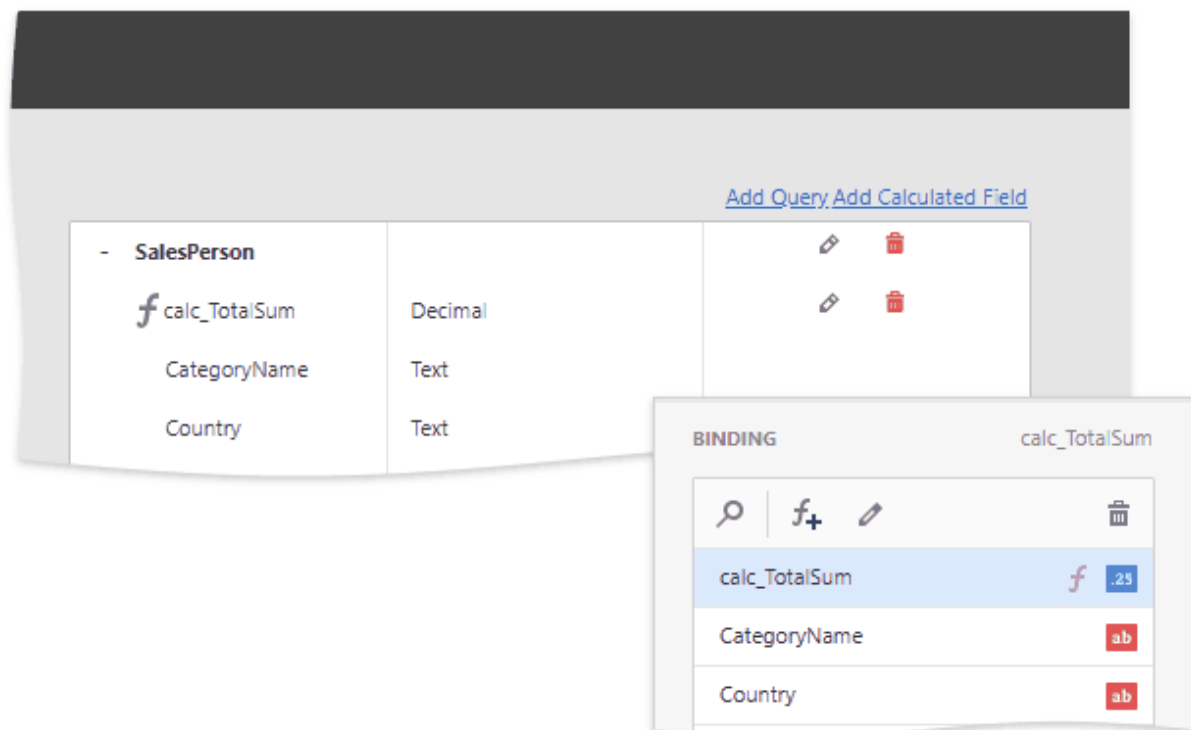 Add Query Add Calculated Field
- SalesPerson
f calc_TotalSum Decimal
CategoryName Text
Country Text
BINDING calc_TotalSum
f+
calc_TotalSum f .25
CategoryName ab
Country ab